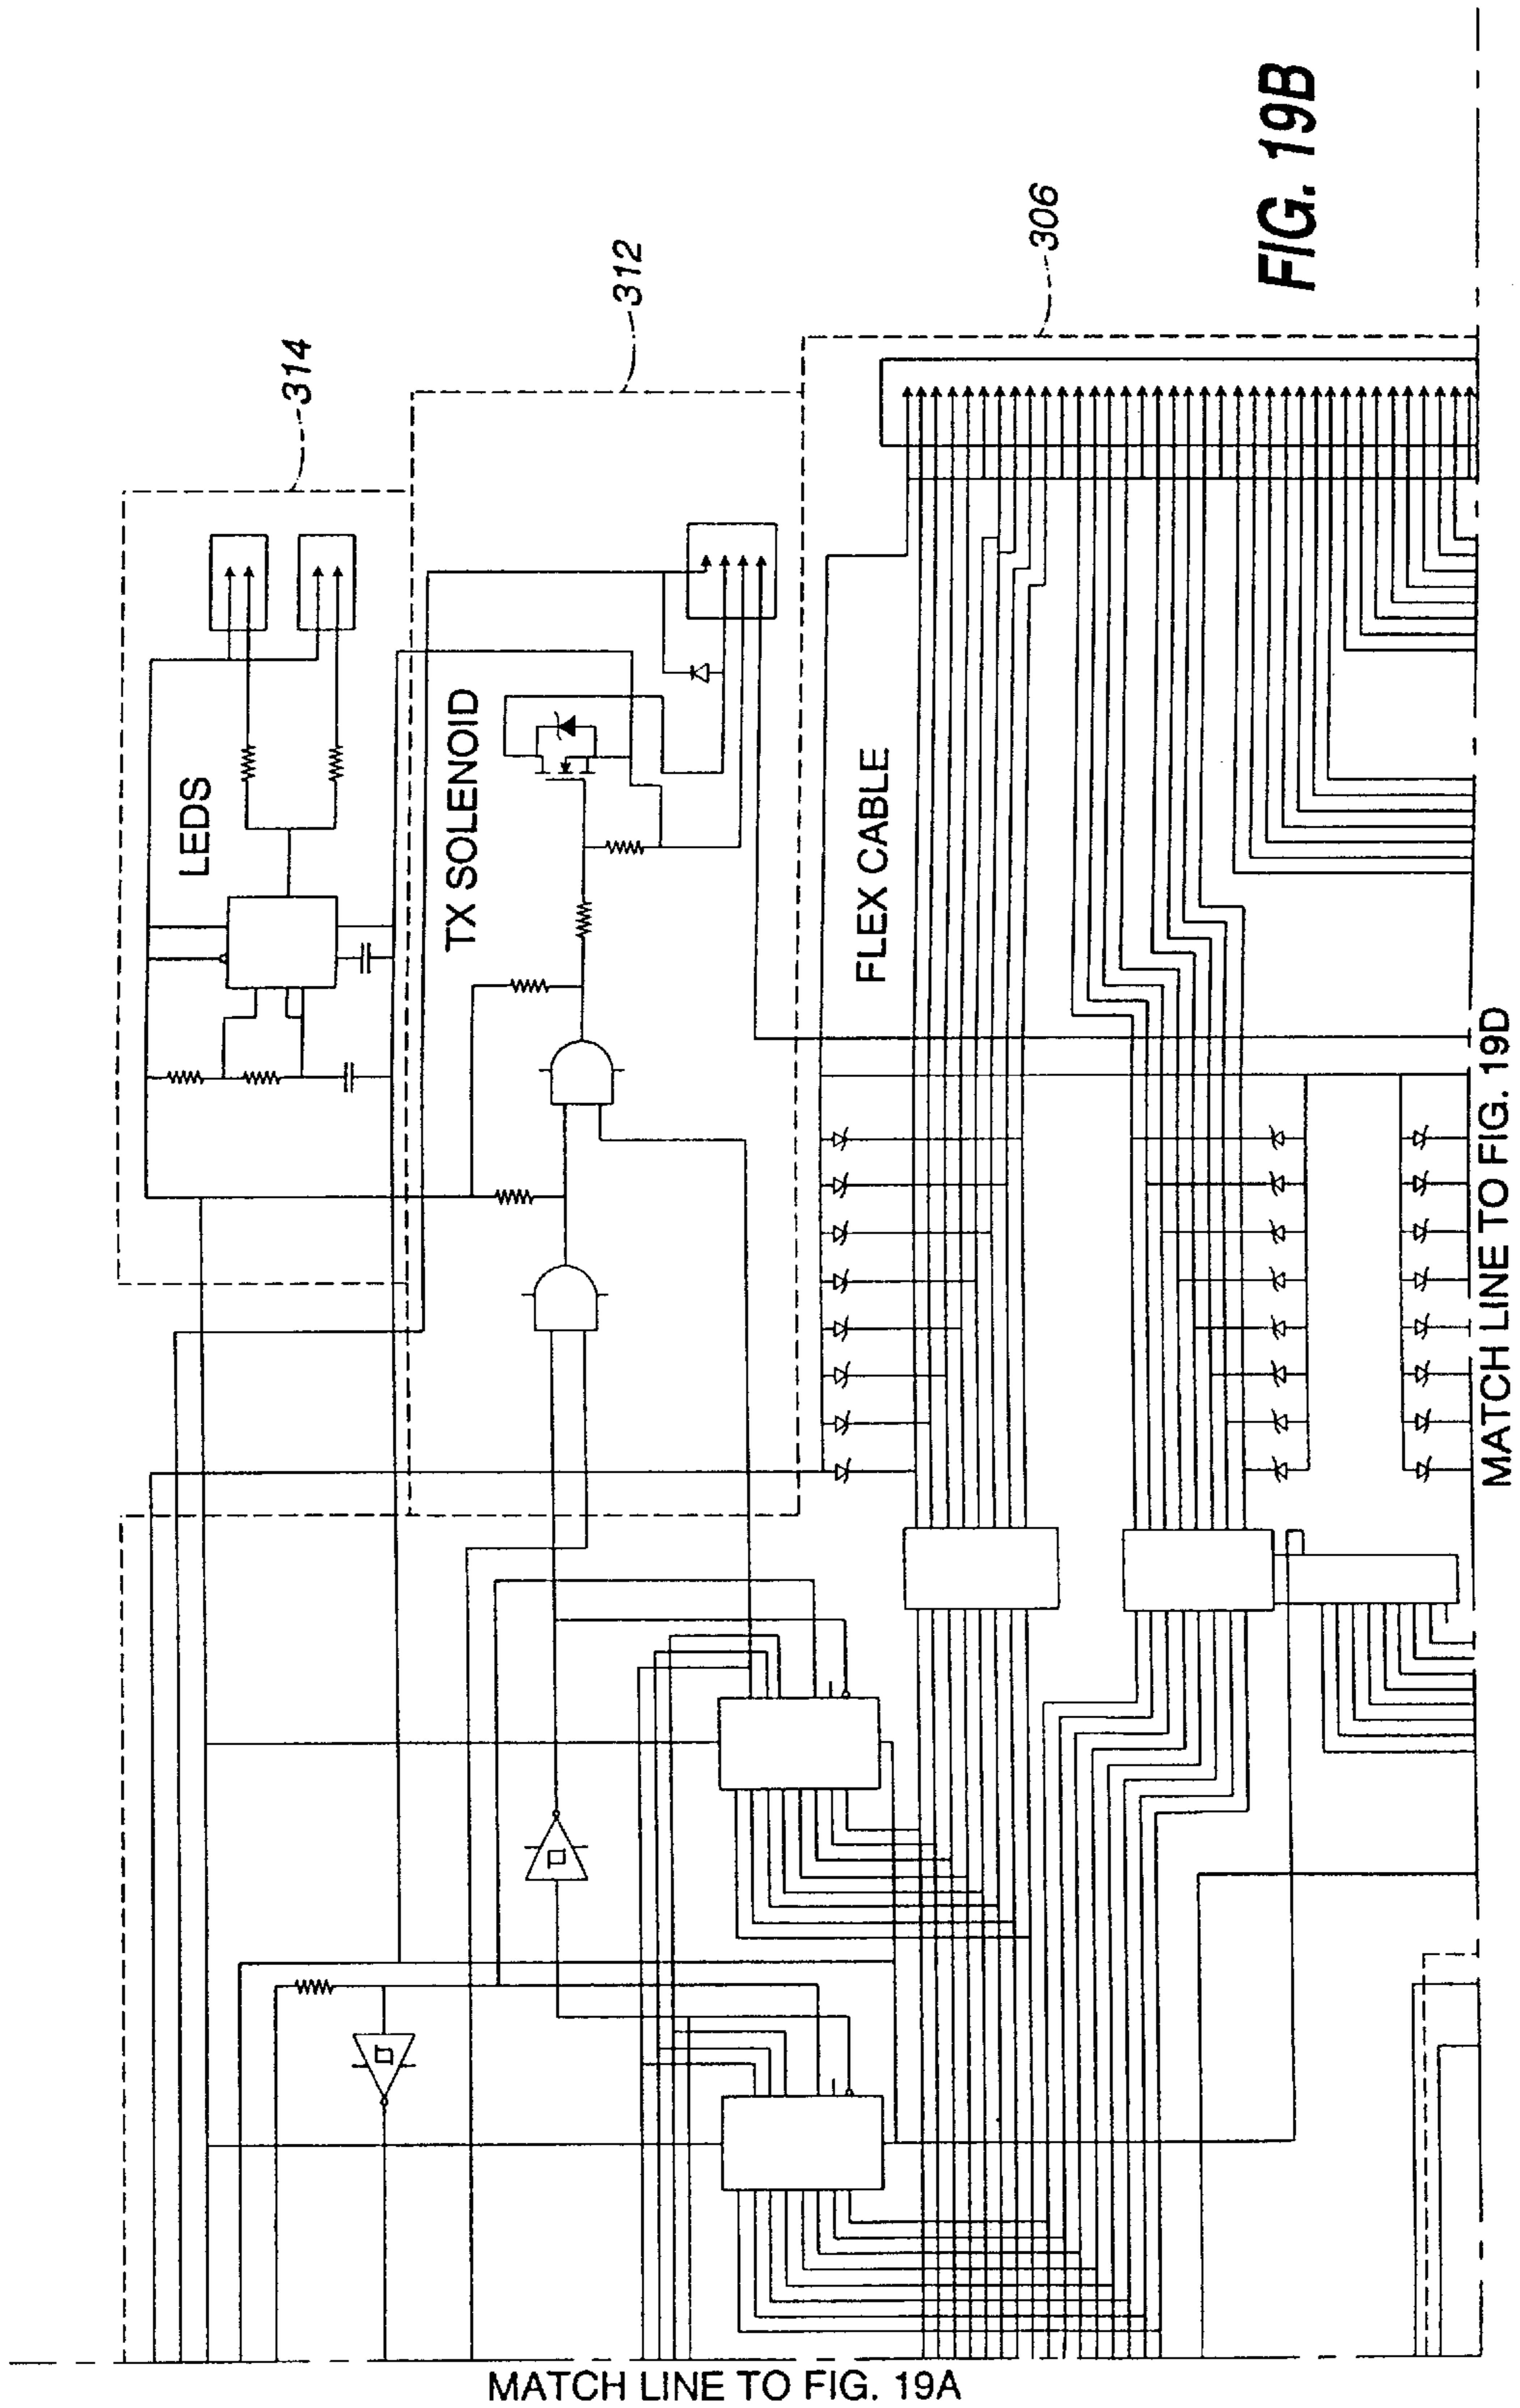 314
LEDS
312
TX SOLENOID
306
FLEX CABLE
FIG. 19B
MATCH LINE TO FIG. 19D
MATCH LINE TO FIG. 19A